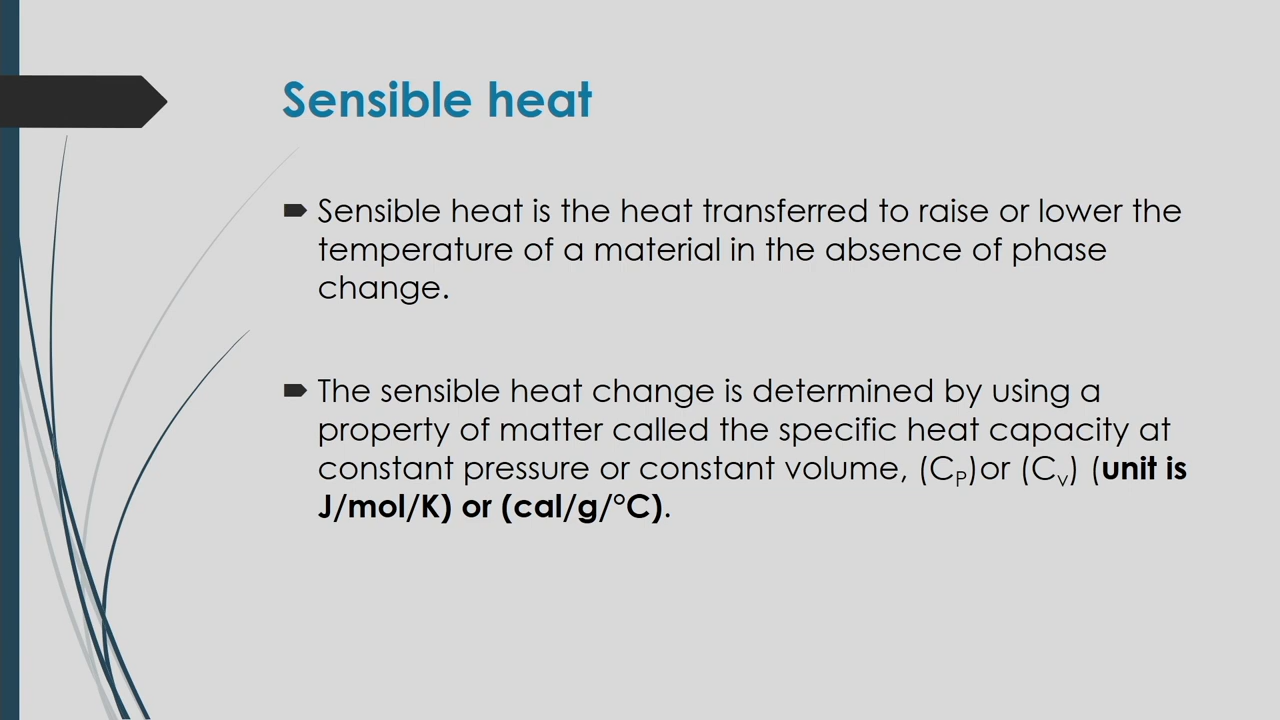 Sensible heat
Sensible heat is the heat transferred to raise or lower the
temperature of a material in the absence of phase
change.
The sensible heat change is determined by using a
property of matter called the specific heat capacity at
constant pressure or constant volume, (CP)or (Cv) (unit is
J/mol/K) or (cal/g/°C).